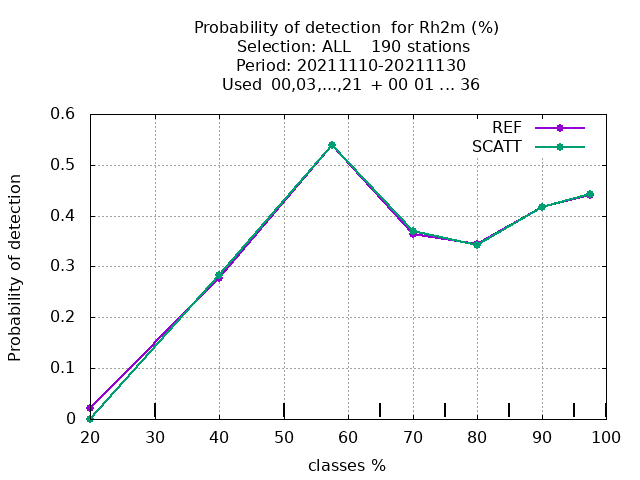 Probability of detection  for Rh2m (%)
Selection: ALL    190 stations
Period: 20211110-20211130
Used  00,03,...,21  + 00 01 ... 36
REF
SCATT
0.6
0.5
0.4
0.3
0.2
0.1
0
Probability of detection
20 30 40 50 60 70 80 90 100
classes %